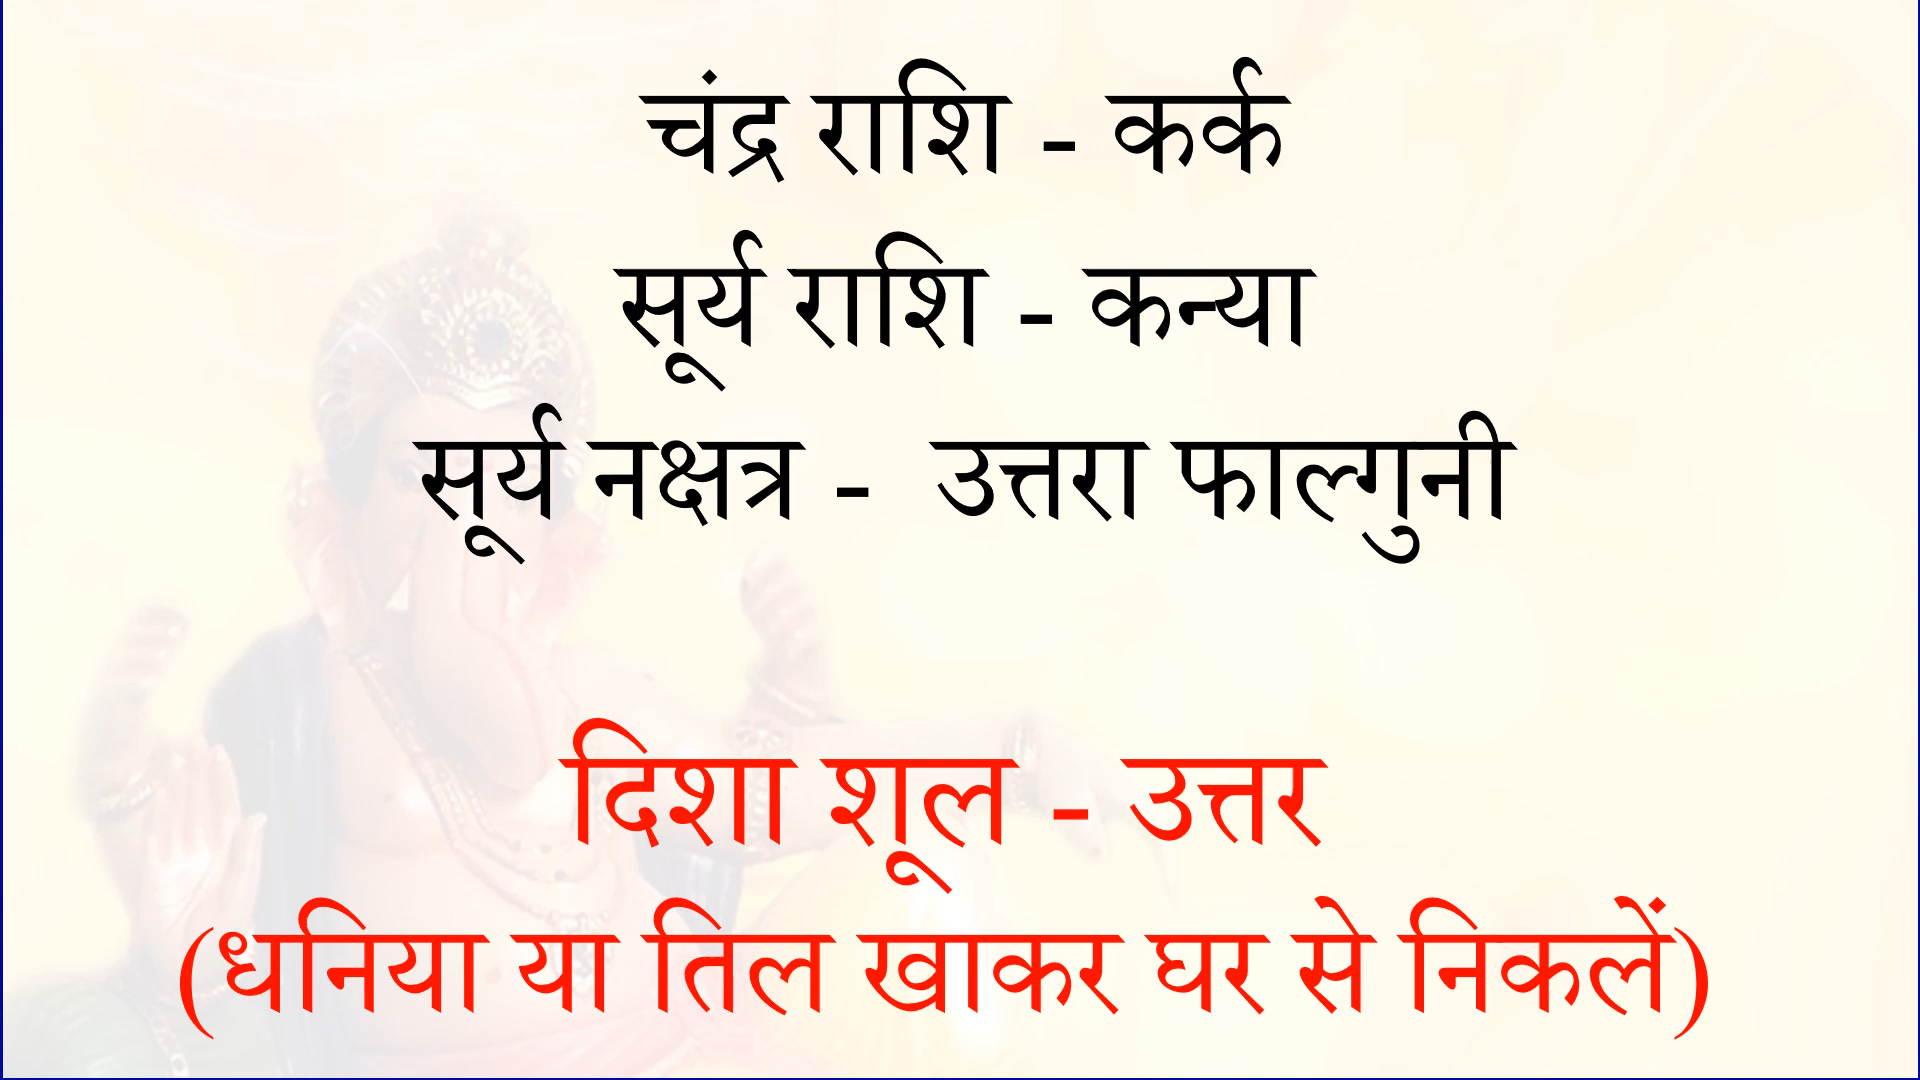 चंद्र राशि - कर्क
सूर्य राशि - कन्या
सूर्य नक्षत्र - उत्तरा फाल्गुनी
दिशा शूल - उत्तर
(धनिया या तिल खाकर घर से निकलें)